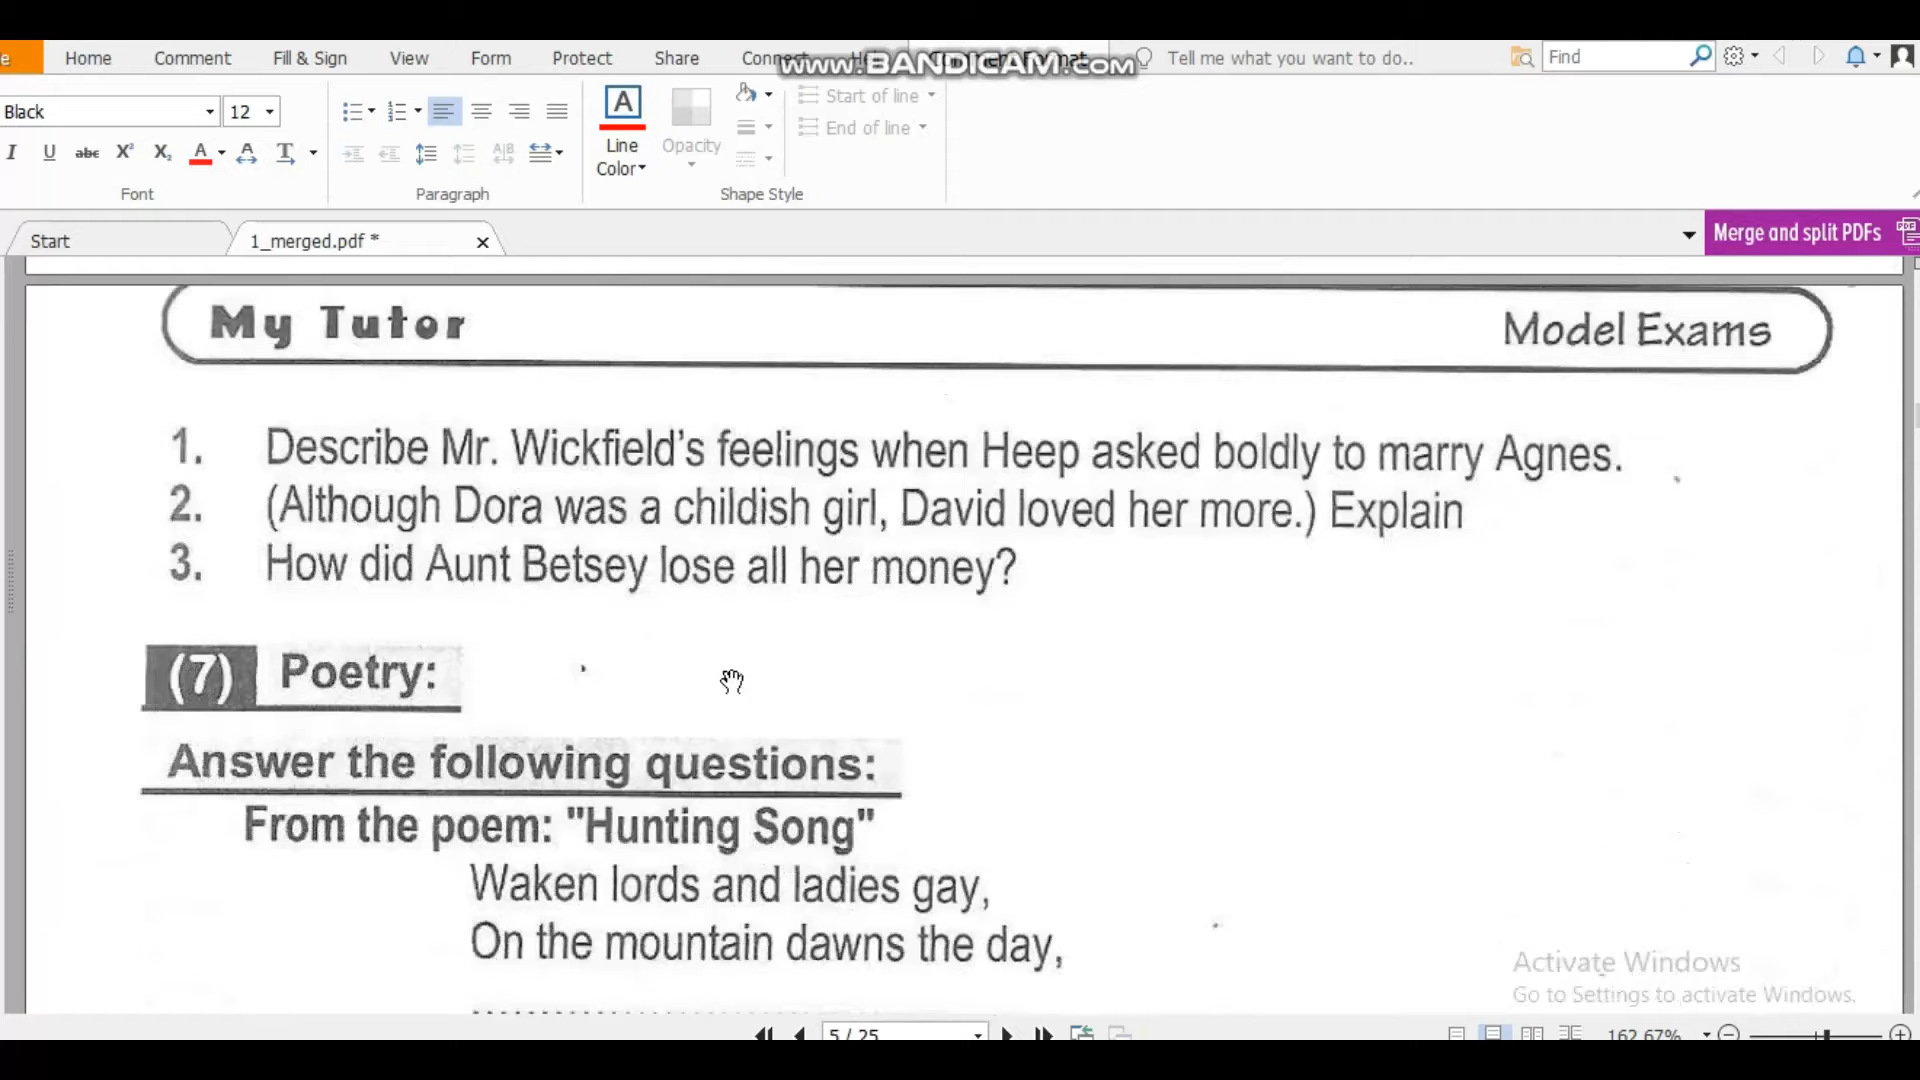 Home Comment Fill & Sign View Form Protect Share Connect Tell me what you want to do.. Find
www.BANDICAM.com
Black 12
Start of line
End of line
Line Color
Opacity
Font Paragraph Shape Style
Start 1_merged.pdf * Merge and split PDFs
My Tutor Model Exams
1. Describe Mr. Wickfield's feelings when Heep asked boldly to marry Agnes.
2. (Although Dora was a childish girl, David loved her more.) Explain
3. How did Aunt Betsey lose all her money?
(7) Poetry:
Answer the following questions:
From the poem: "Hunting Song"
Waken lords and ladies gay,
On the mountain dawns the day,
Activate Windows
Go to Settings to activate Windows.
5 / 25 162.67%